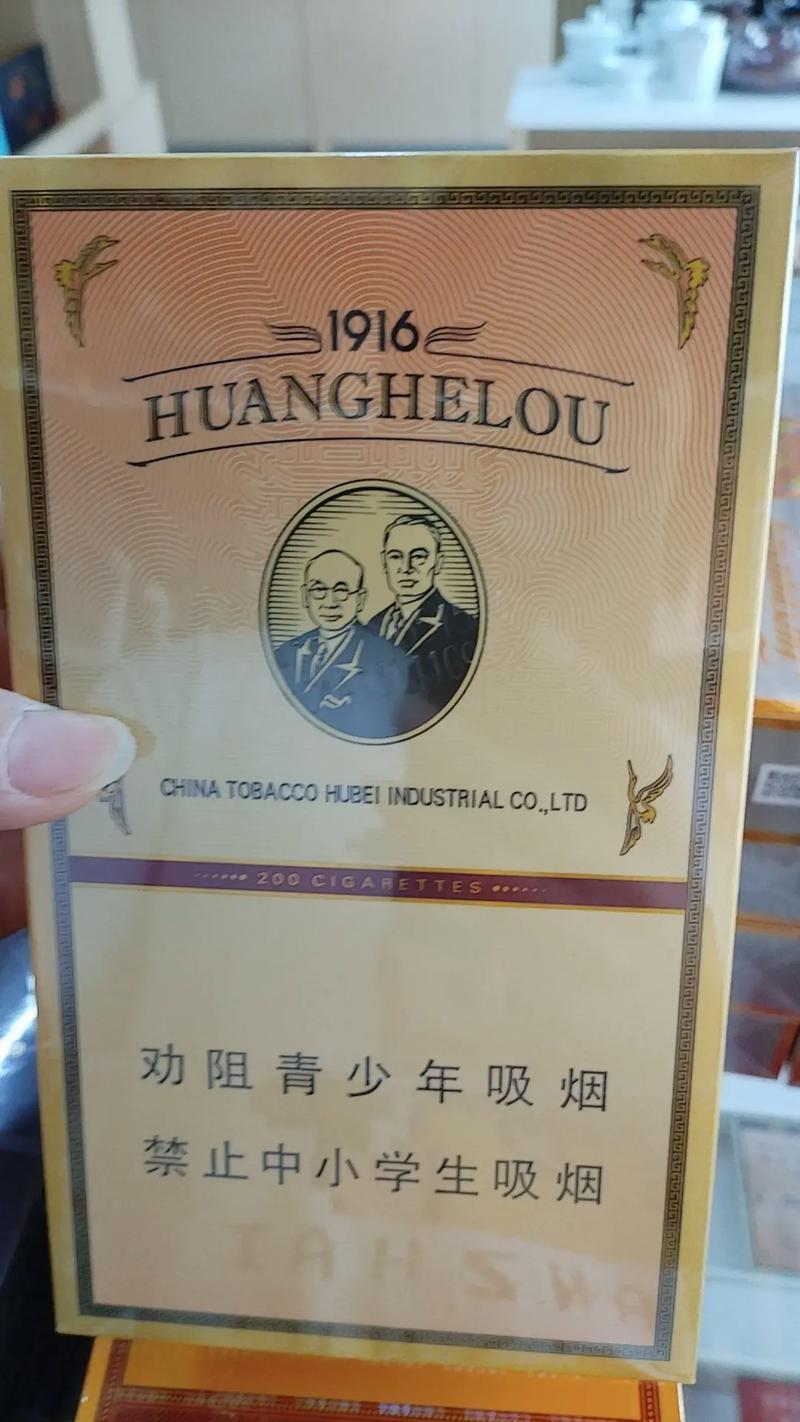 1916
HUANGHELOU
CHINA TOBACCO HUBEI INDUSTRIAL CO.,LTD
200 CIGARETTES
劝阻青少年吸烟
禁止中小学生吸烟